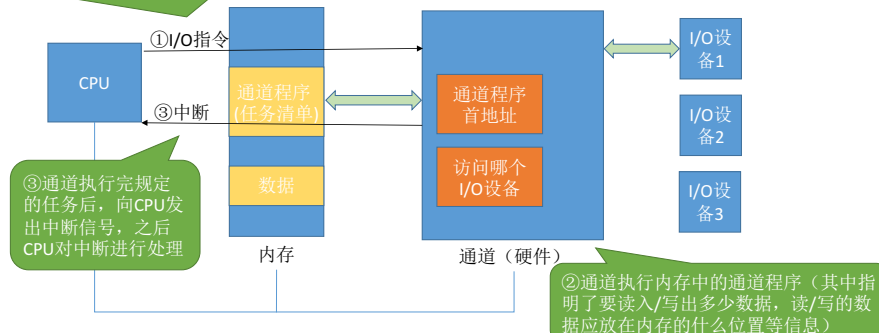 ①I/O指令
CPU
通道程序
(任务清单)
③中断
数据
内存
通道程序
首地址
访问哪个
I/O设备
通道（硬件）
I/O设
备1
I/O设
备2
I/O设
备3
③通道执行完规定
的任务后，向CPU发
出中断信号，之后
CPU对中断进行处理
②通道执行内存中的通道程序（其中指
明了要读入/写出多少数据，读/写的数
据应放在内存的什么位置等信息）